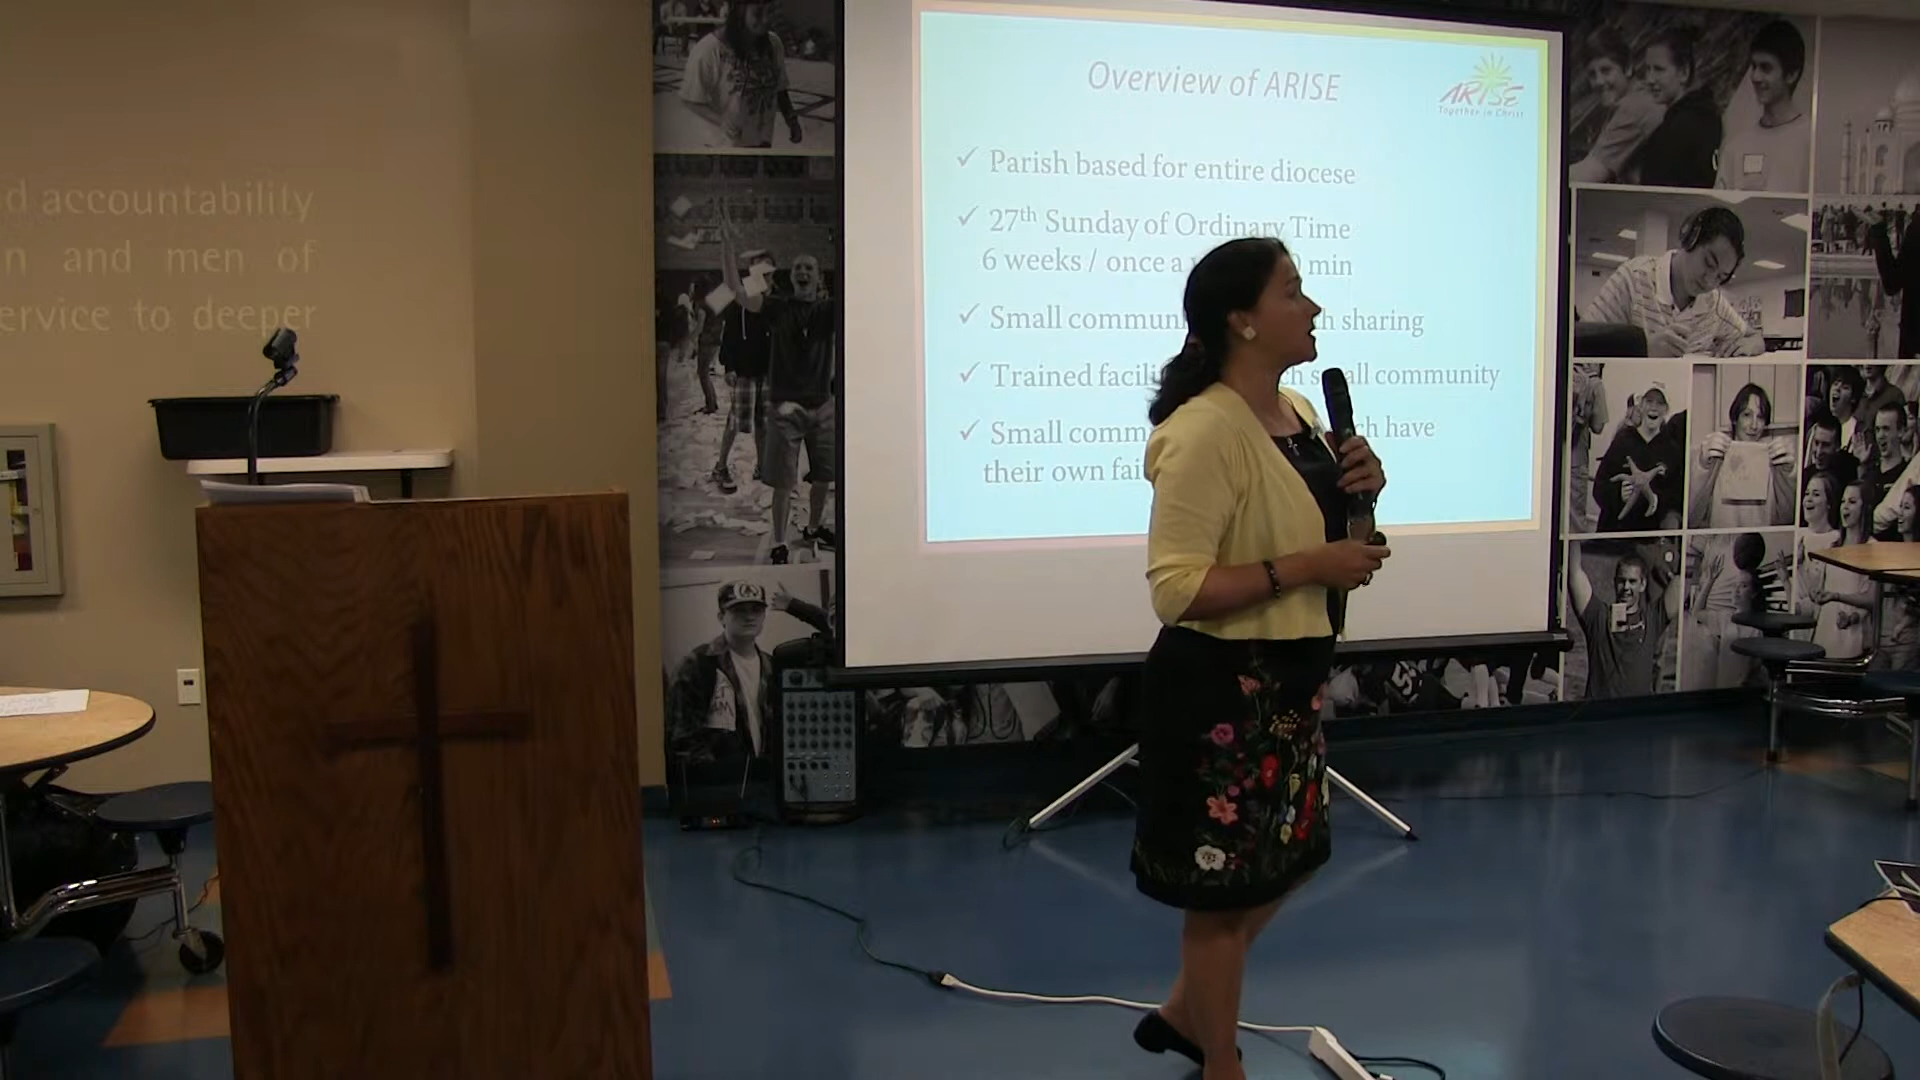 d accountability
n and men of
ervice to deeper
Overview of ARISE
ARISE
Together in Christ
✓ Parish based for entire diocese
✓ 27th Sunday of Ordinary Time
6 weeks / once a min
✓ Small commun sharing
✓ Trained facili small community
✓ Small comm have
their own fai